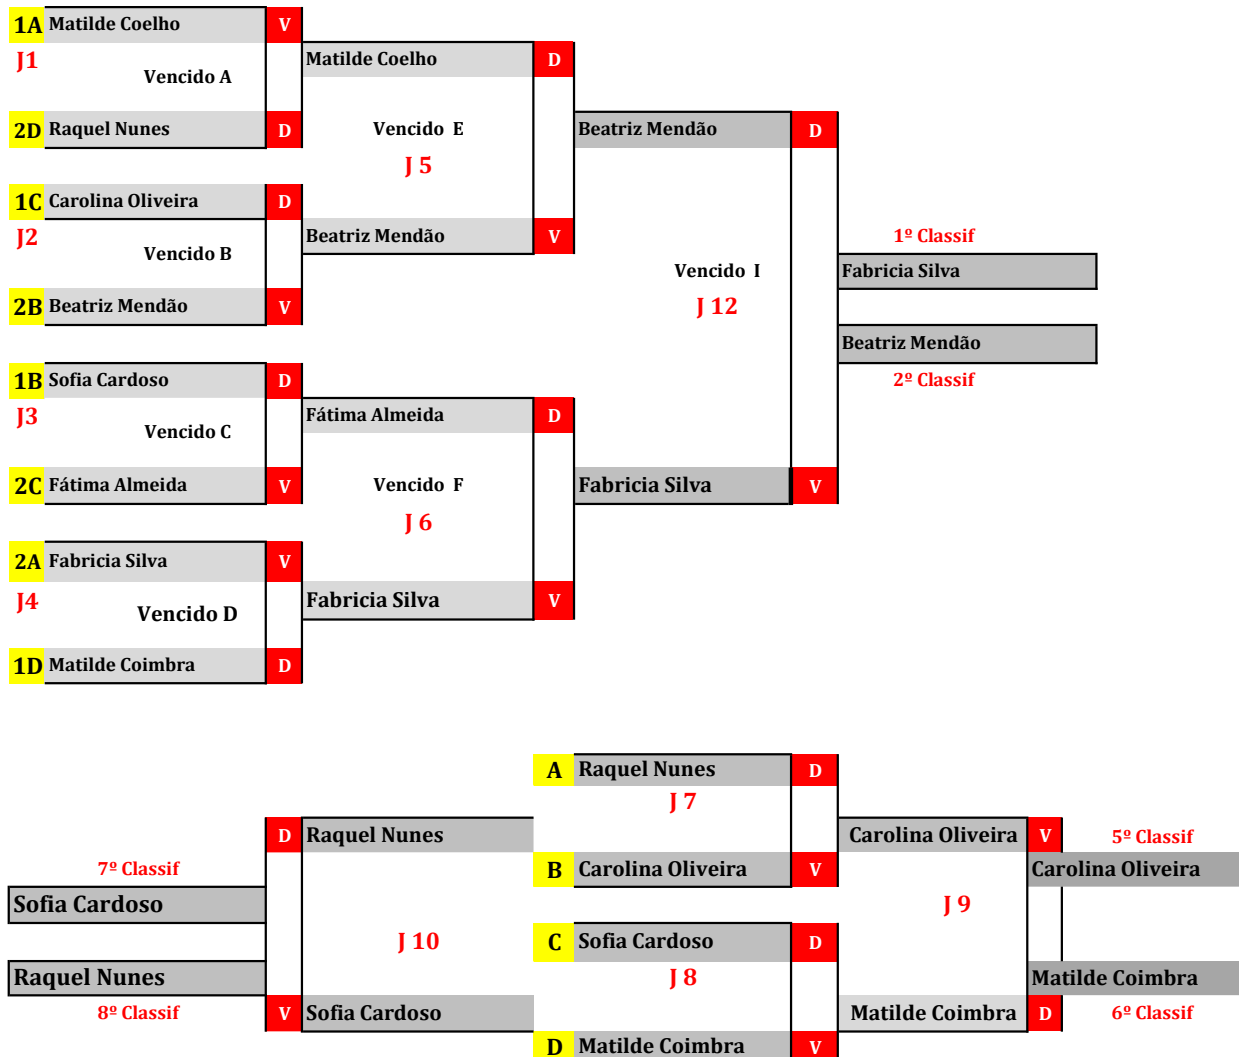 1A Matilde Coelho V
J1
Vencido A
2D Raquel Nunes D
Matilde Coelho D
Vencido E
J 5
Beatriz Mendão V
1C Carolina Oliveira D
J2
Vencido B
2B Beatriz Mendão V
Beatriz Mendão D
Vencido I
J 12
Fabricia Silva V
1º Classif
Fabricia Silva
Beatriz Mendão
2º Classif
1B Sofia Cardoso D
J3
Vencido C
2C Fátima Almeida V
Fátima Almeida D
Vencido F
J 6
Fabricia Silva V
2A Fabricia Silva V
J4
Vencido D
1D Matilde Coimbra D
A Raquel Nunes D
J 7
B Carolina Oliveira V
C Sofia Cardoso D
J 8
D Matilde Coimbra V
Carolina Oliveira V
J 9
Matilde Coimbra D
5º Classif
Carolina Oliveira
Matilde Coimbra
6º Classif
D Raquel Nunes
J 10
V Sofia Cardoso
7º Classif
Sofia Cardoso
Raquel Nunes
8º Classif